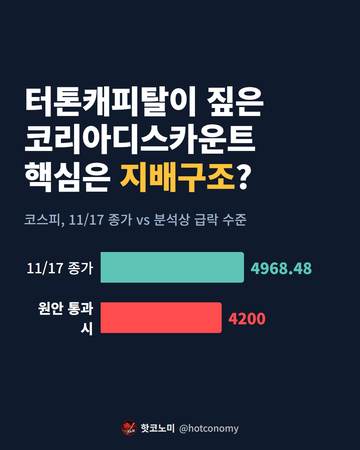 터톤캐피탈이 짚은
코리아디스카운트
핵심은 지배구조?
코스피, 11/17 종가 vs 분석상 급락 수준
11/17 종가
4968.48
원안 통과
시
4200
핫코노미 @hotconomy